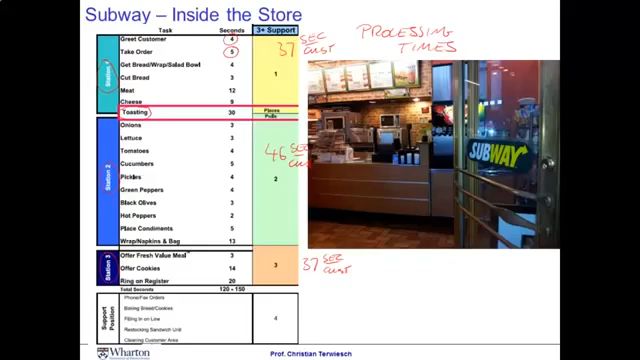 Subway – Inside the Store
Task Seconds 3+ Support
Greet Customer 4
Take Order 5
Get Bread/Wrap/Salad Bowl 4
Cut Bread 3
Meat 12
Cheese 9
Station 1
1
Toasting 30 Places
Pulls
Onions 3
Lettuce 3
Tomatoes 4
Cucumbers 5
Pickles 4
Green Peppers 4
Black Olives 3
Hot Peppers 2
Place Condiments 5
Wrap/Napkins & Bag 13
Station 2
2
Offer Fresh Value Meal 3
Offer Cookies 14
Ring on Register 20
Station 3
3
Total Seconds 120 - 150
Support Position
Phone/Fax Orders
Baking Bread/Cookies
Filling in on Line
Restocking Sandwich Unit
Cleaning Customer Area
4
37 SEC
CUST
46 SEC
CUST
37 SEC
CUST
PROCESSING
TIMES
SUBWAY
Wharton
Prof. Christian Terwiesch